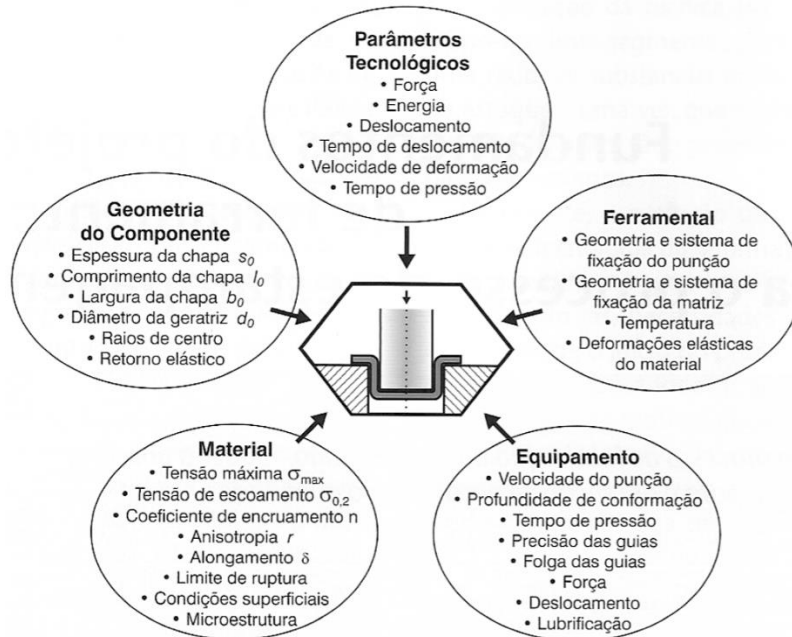 Parâmetros
Tecnológicos
• Força
• Energia
• Deslocamento
• Tempo de deslocamento
• Velocidade de deformação
• Tempo de pressão
Geometria
do Componente
• Espessura da chapa s₀
• Comprimento da chapa l₀
• Largura da chapa b₀
• Diâmetro da geratriz d₀
• Raios de centro
• Retorno elástico
Ferramental
• Geometria e sistema de
fixação do punção
• Geometria e sistema de
fixação da matriz
• Temperatura
• Deformações elásticas
do material
Material
• Tensão máxima σmax
• Tensão de escoamento σ0,2
• Coeficiente de encruamento n
• Anisotropia r
• Alongamento δ
• Limite de ruptura
• Condições superficiais
• Microestrutura
Equipamento
• Velocidade do punção
• Profundidade de conformação
• Tempo de pressão
• Precisão das guias
• Folga das guias
• Força
• Deslocamento
• Lubrificação